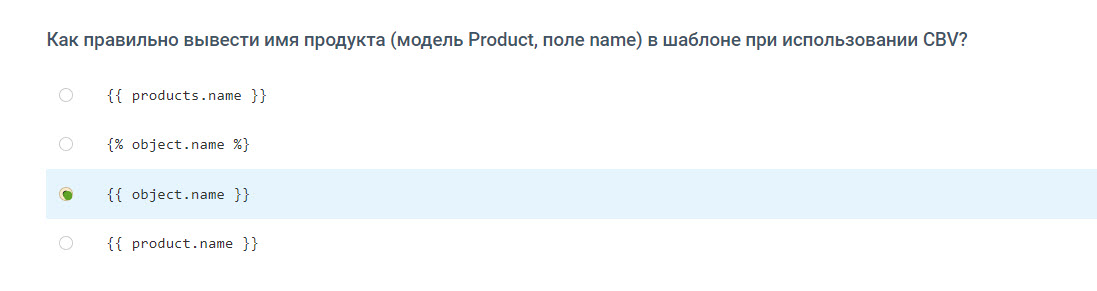 Как правильно вывести имя продукта (модель Product, поле name) в шаблоне при использовании CBV?
{{ products.name }}
{% object.name %}
{{ object.name }}
{{ product.name }}